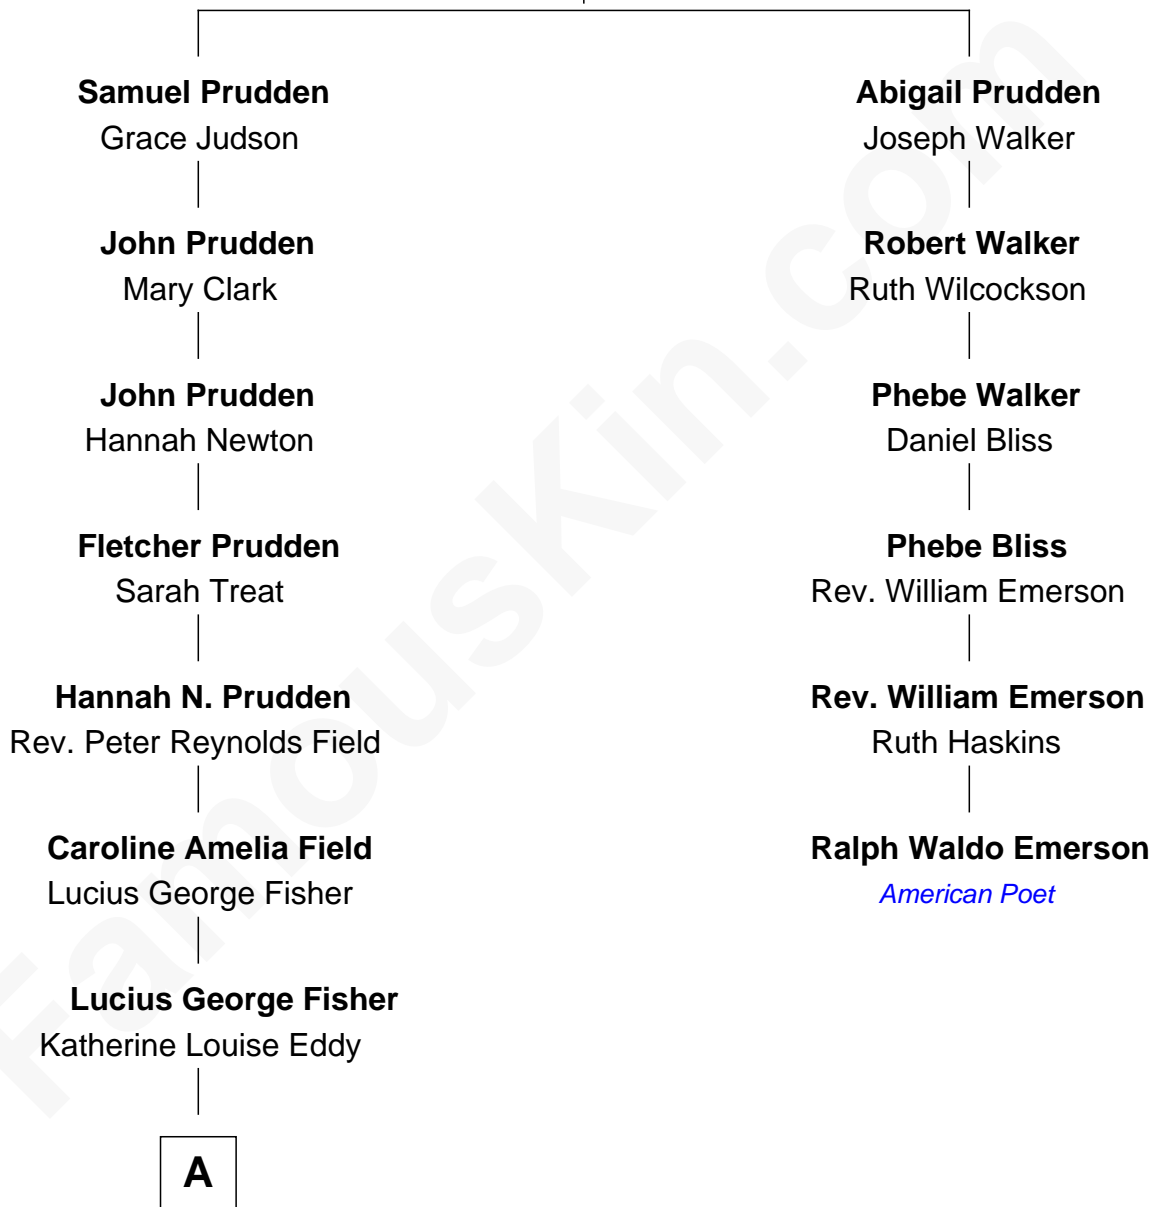 Samuel Prudden
Grace Judson
John Prudden
Mary Clark
John Prudden
Hannah Newton
Fletcher Prudden
Sarah Treat
Hannah N. Prudden
Rev. Peter Reynolds Field
Caroline Amelia Field
Lucius George Fisher
Lucius George Fisher
Katherine Louise Eddy
A
Abigail Prudden
Joseph Walker
Robert Walker
Ruth Wilcockson
Phebe Walker
Daniel Bliss
Phebe Bliss
Rev. William Emerson
Rev. William Emerson
Ruth Haskins
Ralph Waldo Emerson
American Poet
FamousKin.com